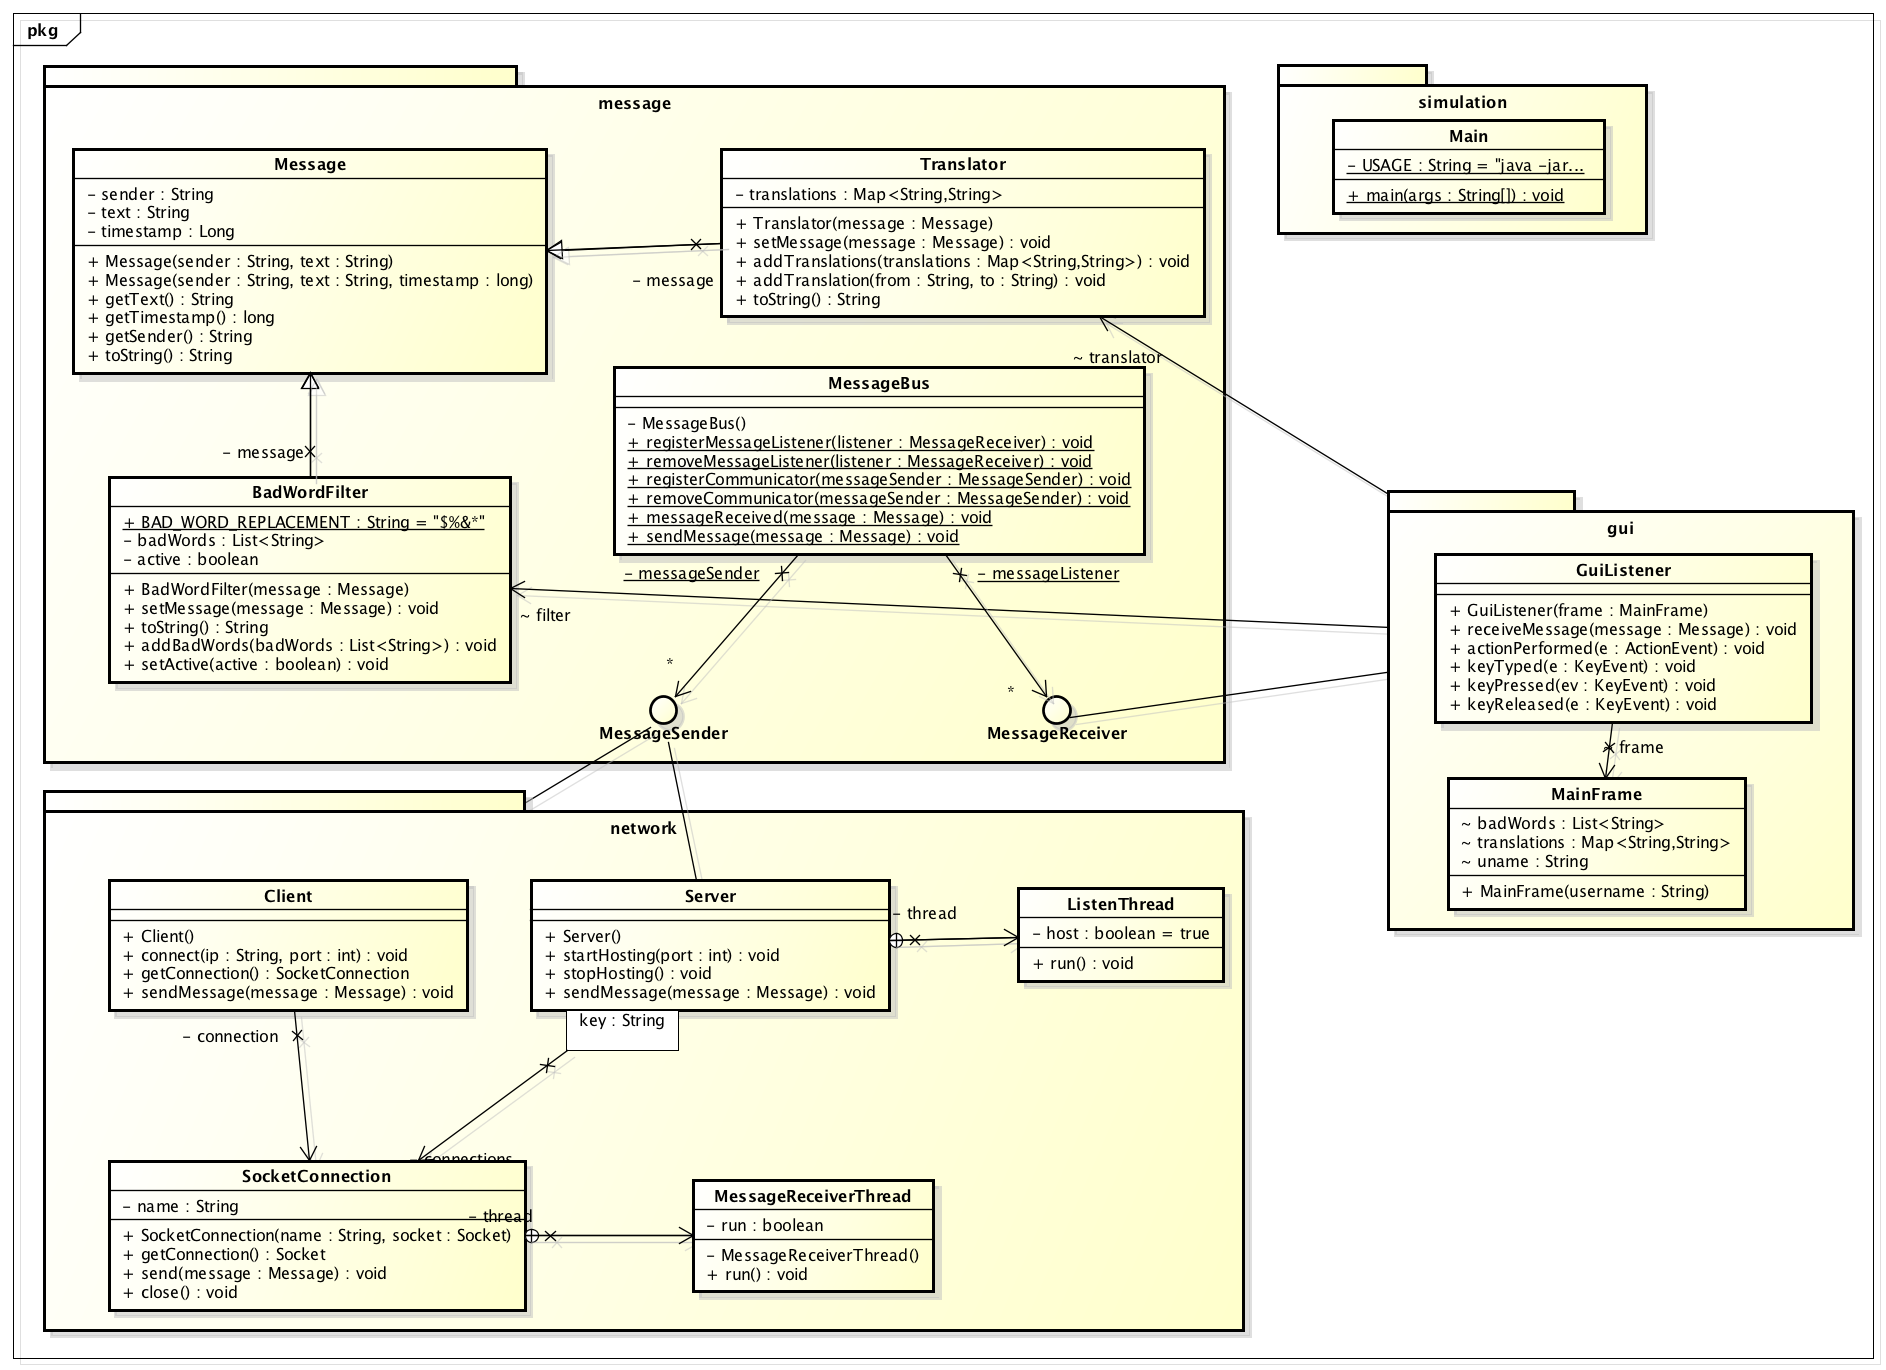 pkg
message
Message
– sender : String
– text : String
– timestamp : Long
+ Message(sender : String, text : String)
+ Message(sender : String, text : String, timestamp : long)
+ getText() : String
+ getTimestamp() : long
+ getSender() : String
+ toString() : String
– message
Translator
– translations : Map<String,String>
+ Translator(message : Message)
+ setMessage(message : Message) : void
+ addTranslations(translations : Map<String,String>) : void
+ addTranslation(from : String, to : String) : void
+ toString() : String
~ translator
– message
BadWordFilter
+ BAD_WORD_REPLACEMENT : String = "$%&*"
– badWords : List<String>
– active : boolean
+ BadWordFilter(message : Message)
+ setMessage(message : Message) : void
+ toString() : String
+ addBadWords(badWords : List<String>) : void
+ setActive(active : boolean) : void
~ filter
MessageBus
– MessageBus()
+ registerMessageListener(listener : MessageReceiver) : void
+ removeMessageListener(listener : MessageReceiver) : void
+ registerCommunicator(messageSender : MessageSender) : void
+ removeCommunicator(messageSender : MessageSender) : void
+ messageReceived(message : Message) : void
+ sendMessage(message : Message) : void
– messageSender
– messageListener
*
*
MessageSender
MessageReceiver
simulation
Main
– USAGE : String = "java –jar...
+ main(args : String[]) : void
gui
GuiListener
+ GuiListener(frame : MainFrame)
+ receiveMessage(message : Message) : void
+ actionPerformed(e : ActionEvent) : void
+ keyTyped(e : KeyEvent) : void
+ keyPressed(ev : KeyEvent) : void
+ keyReleased(e : KeyEvent) : void
frame
MainFrame
~ badWords : List<String>
~ translations : Map<String,String>
~ uname : String
+ MainFrame(username : String)
network
Client
+ Client()
+ connect(ip : String, port : int) : void
+ getConnection() : SocketConnection
+ sendMessage(message : Message) : void
– connection
Server
+ Server()
+ startHosting(port : int) : void
+ stopHosting() : void
+ sendMessage(message : Message) : void
key : String
– thread
ListenThread
– host : boolean = true
+ run() : void
– connections
SocketConnection
– name : String
+ SocketConnection(name : String, socket : Socket)
+ getConnection() : Socket
+ send(message : Message) : void
+ close() : void
– thread
MessageReceiverThread
– run : boolean
– MessageReceiverThread()
+ run() : void